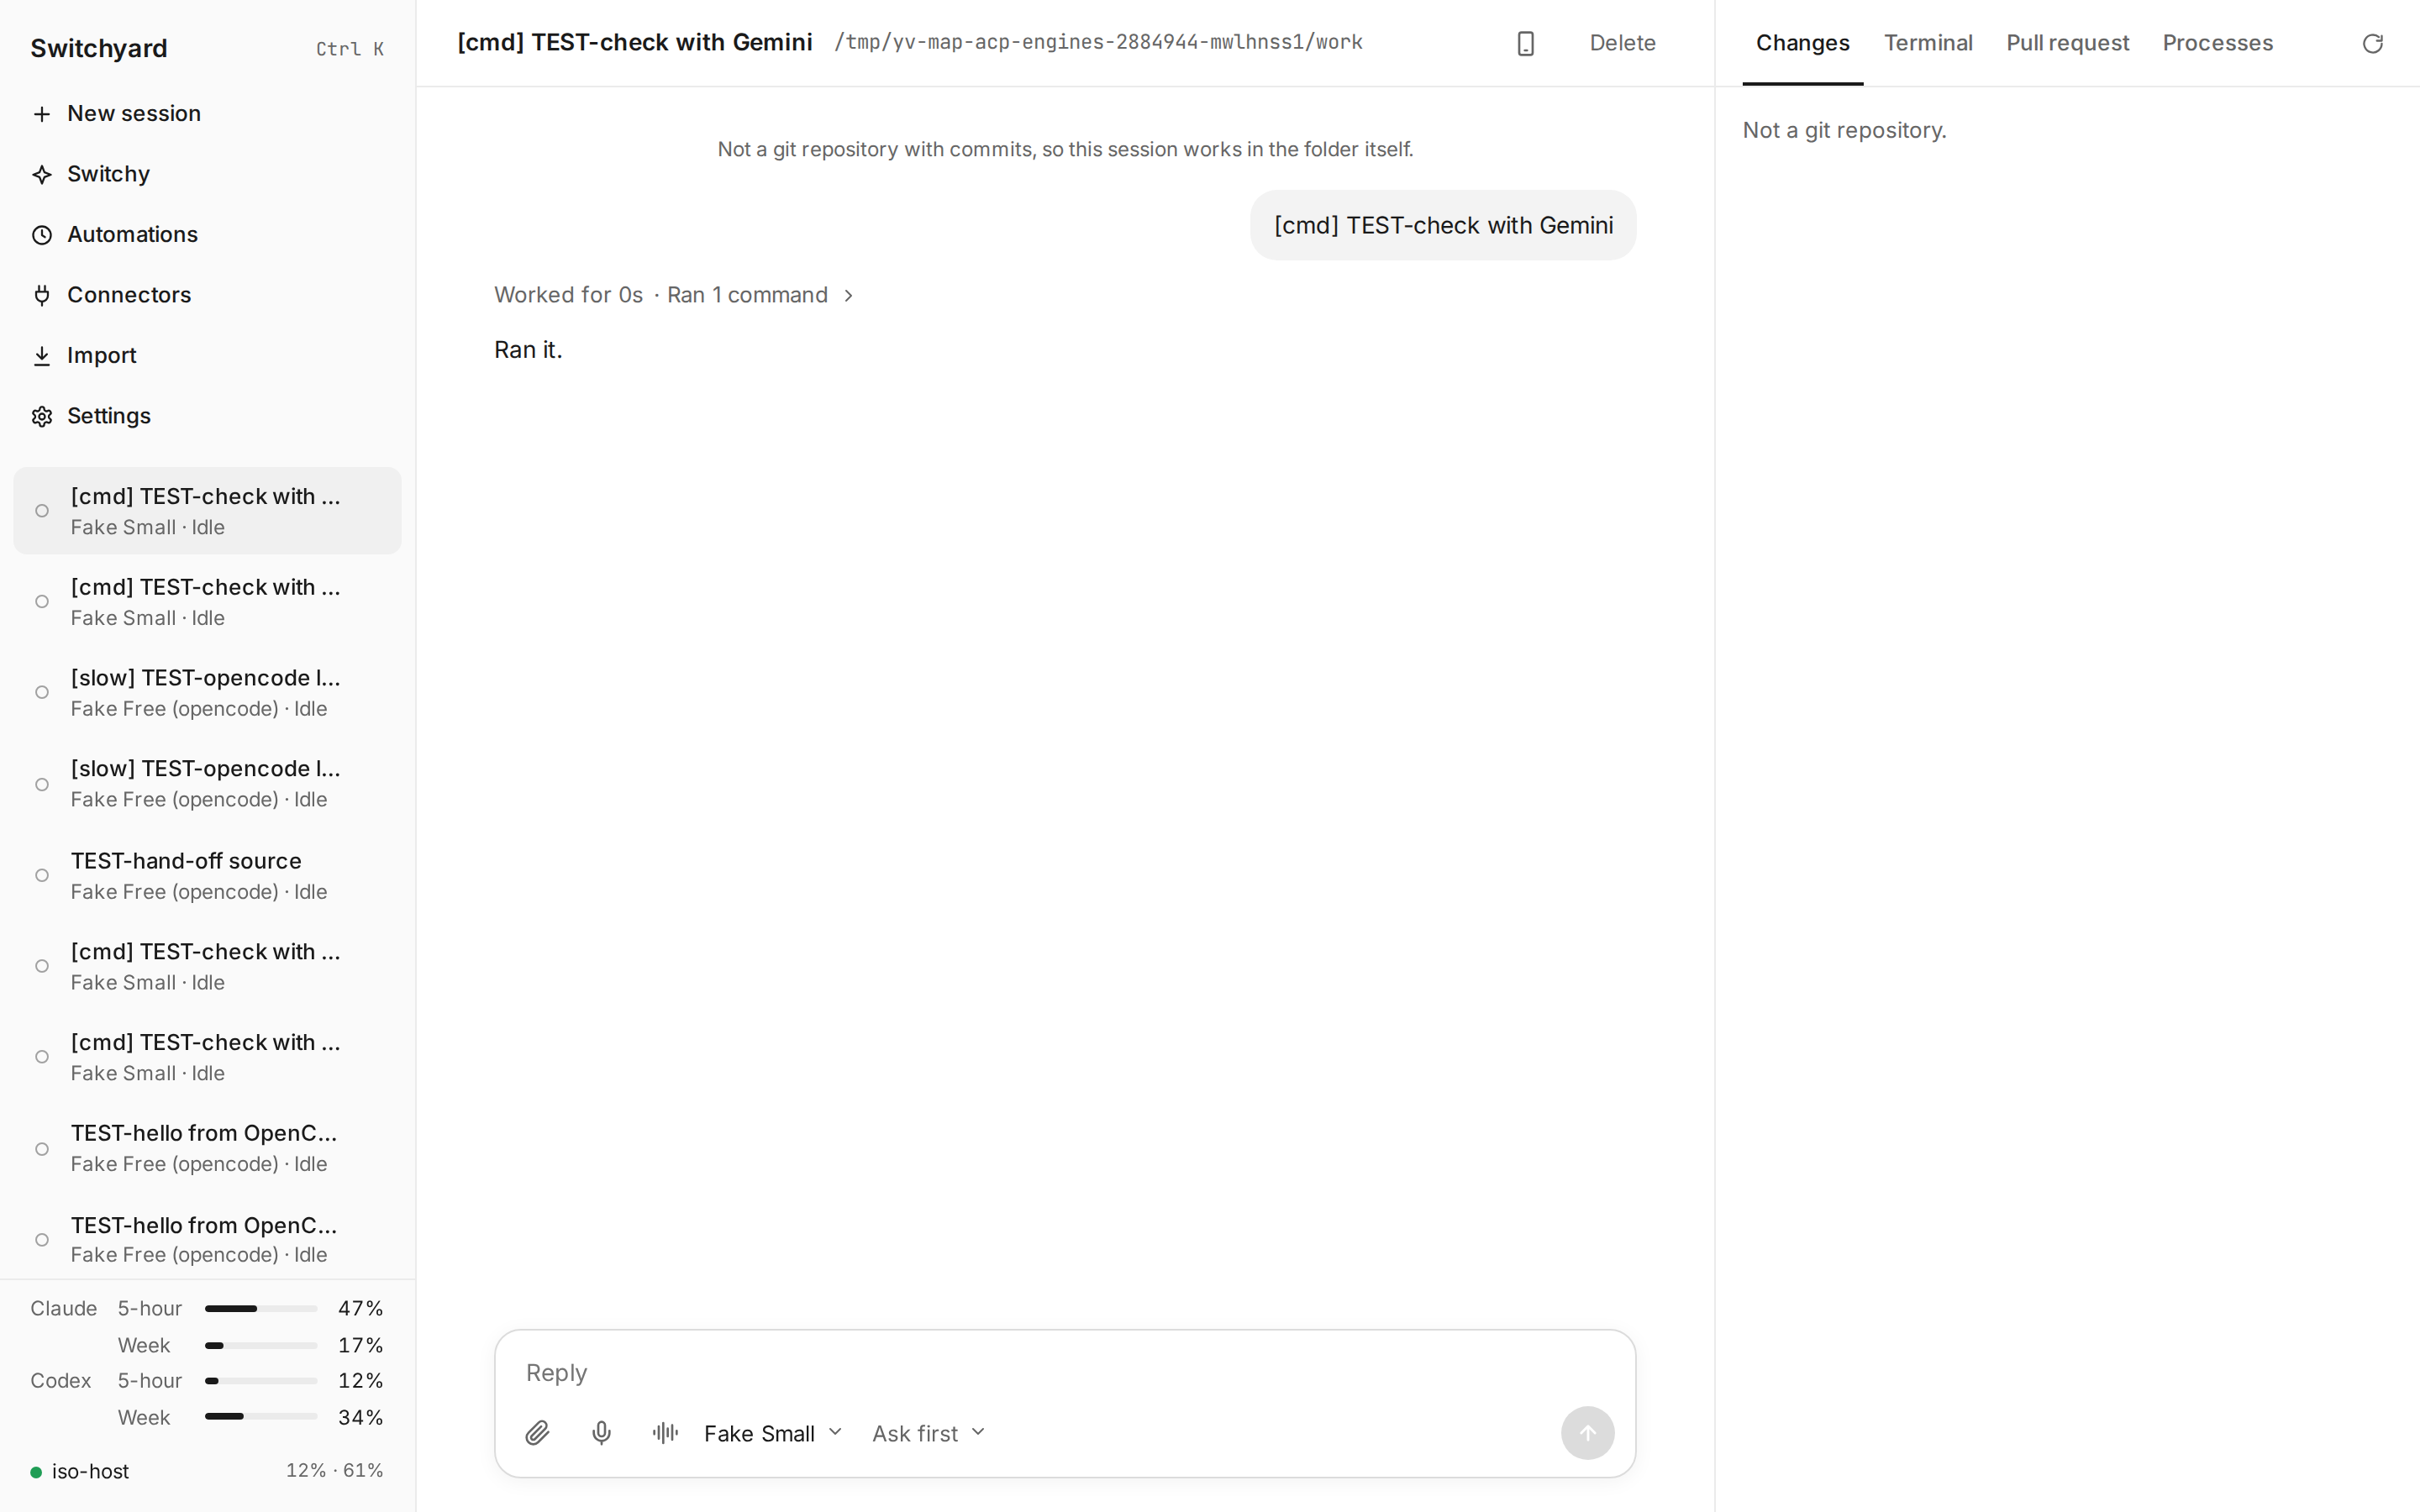 Switchyard
Ctrl K
New session
Switchy
Automations
Connectors
Import
Settings
[cmd] TEST-check with ...
Fake Small · Idle
[cmd] TEST-check with ...
Fake Small · Idle
[slow] TEST-opencode l...
Fake Free (opencode) · Idle
[slow] TEST-opencode l...
Fake Free (opencode) · Idle
TEST-hand-off source
Fake Free (opencode) · Idle
[cmd] TEST-check with ...
Fake Small · Idle
[cmd] TEST-check with ...
Fake Small · Idle
TEST-hello from OpenC...
Fake Free (opencode) · Idle
TEST-hello from OpenC...
Fake Free (opencode) · Idle
Claude 5-hour 47%
Week 17%
Codex 5-hour 12%
Week 34%
iso-host 12% · 61%
[cmd] TEST-check with Gemini /tmp/yv-map-acp-engines-2884944-mwlhnss1/work Delete
Not a git repository with commits, so this session works in the folder itself.
[cmd] TEST-check with Gemini
Worked for 0s · Ran 1 command
Ran it.
Reply
Fake Small Ask first
Changes Terminal Pull request Processes
Not a git repository.